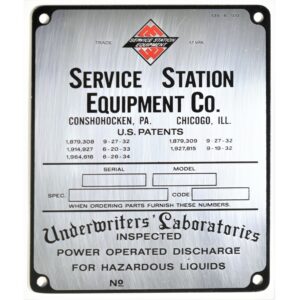 TRADE MARK
SERVICE STATION
EQUIPMENT
SERVICE STATION
EQUIPMENT CO.
CONSHOHOCKEN, PA. CHICOGO, ILL.
U.S. PATENTS
1,879,308 9-27-32 1,879,309 9-27-32
1,914,927 6-20-33 1,927,815 9-19-32
1,964,616 6-26-34
SERIAL MODEL
SPEC. CODE
WHEN ORDERING PARTS FURNISH THESE NUMBERS
Underwriters' Laboratories
INSPECTED
POWER OPERATED DISCHARGE
FOR HAZARDOUS LIQUIDS
No